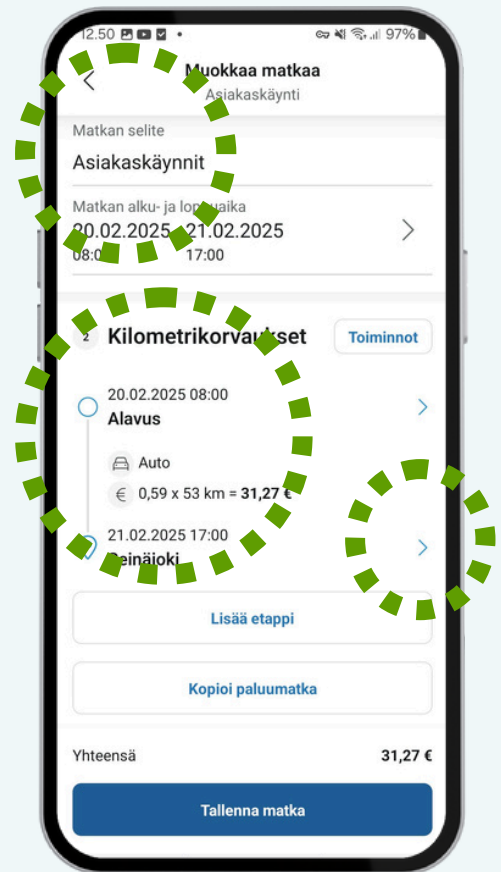 12.50 97%
Muokkaa matkaa
Asiakaskäynti
Matkan selite
Asiakaskäynnit
Matkan alku- ja loppuaika
20.02.2025 21.02.2025
08:0 17:00
2 Kilometrikorvaukset Toiminnot
20.02.2025 08:00
Alavus
Auto
€ 0,59 x 53 km = 31,27 €
21.02.2025 17:00
Seinäjoki
Lisää etappi
Kopioi paluumatka
Yhteensä 31,27 €
Tallenna matka